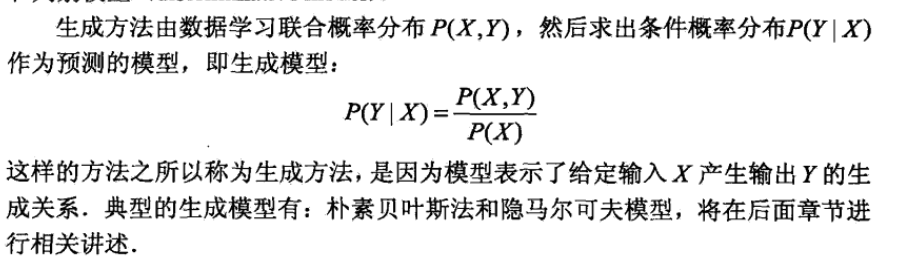 生成方法由数据学习联合概率分布 P(X,Y)，然后求出条件概率分布P(Y|X)
作为预测的模型，即生成模型：
P(Y|X)=P(X,Y)/P(X)
这样的方法之所以称为生成方法，是因为模型表示了给定输入 X 产生输出 Y 的生
成关系．典型的生成模型有：朴素贝叶斯法和隐马尔可夫模型，将在后面章节进
行相关讲述．